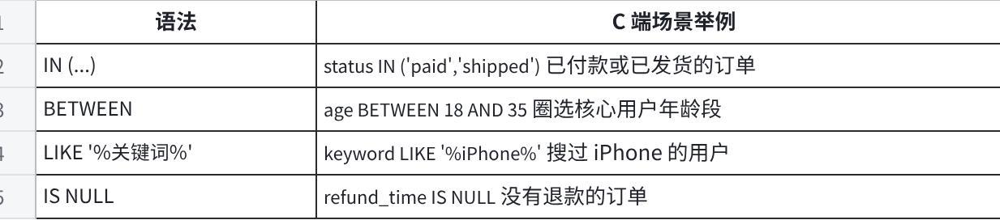 语法 C 端场景举例
2 IN (...) status IN ('paid','shipped') 已付款或已发货的订单
BETWEEN age BETWEEN 18 AND 35 圈选核心用户年龄段
LIKE '%关键词%' keyword LIKE '%iPhone%' 搜过 iPhone 的用户
5 IS NULL refund_time IS NULL 没有退款的订单